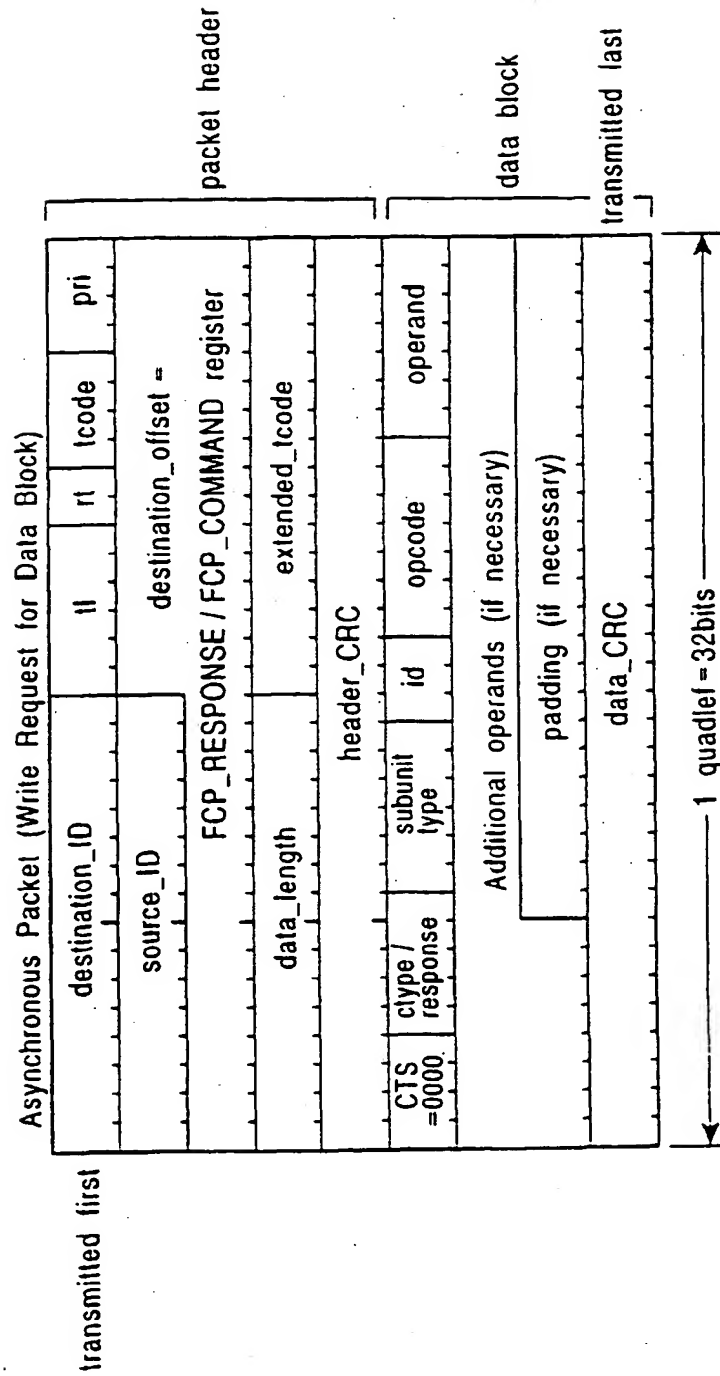 Asynchronous Packet (Write Request for Data Block)
transmitted first
destination_ID tl rt tcode pri
source_ID destination_offset =
FCP_RESPONSE / FCP_COMMAND register
data_length extended_tcode
header_CRC
packet header
CTS =0000 ctype / response subunit type id opcode operand
Additional operands (if necessary)
padding (if necessary)
data block
data_CRC
transmitted last
1 quadlet = 32bits